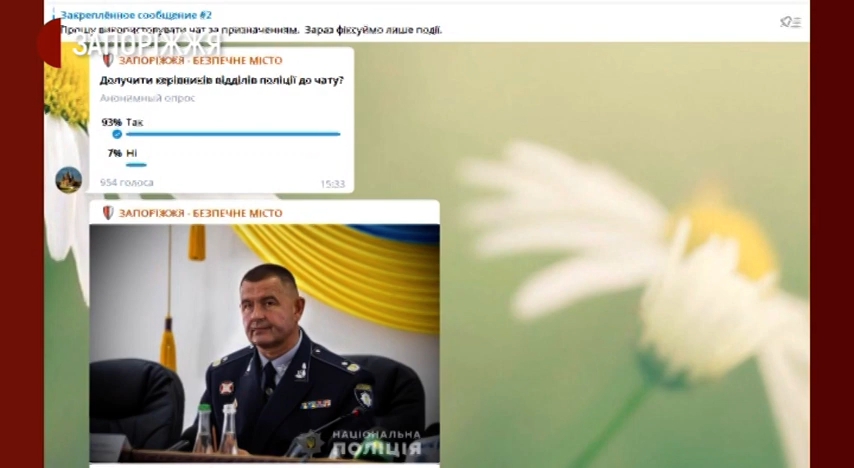 Закреплённое сообщение #2
Прошу використовувати чат за призначенням. Зараз фіксуймо лише події.
ЗАПОРІЖЖЯ
ЗАПОРІЖЖЯ - БЕЗПЕЧНЕ МІСТО
Долучити керівників відділів поліції до чату?
Анонимный опрос
93% Так
7% Ні
954 голоса
15:33
ЗАПОРІЖЖЯ - БЕЗПЕЧНЕ МІСТО
НАЦІОНАЛЬНА
ПОЛІЦІЯ